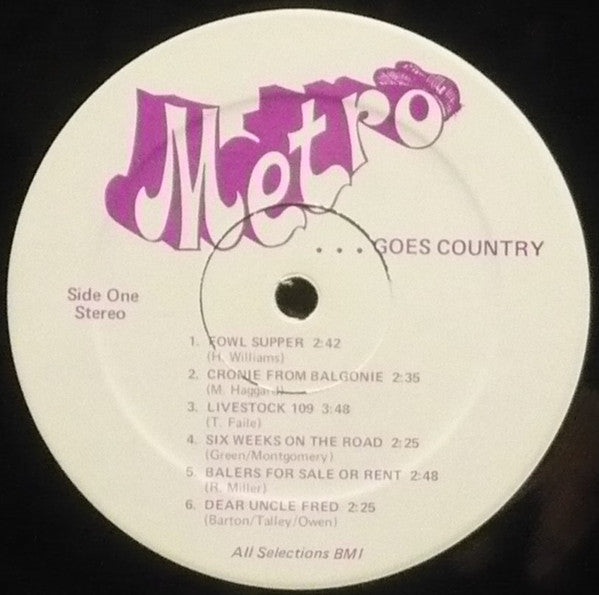 Metro
...GOES COUNTRY
Side One
Stereo
1. FOWL SUPPER 2:42
(H. Williams)
2. CRONIE FROM BALGONIE 2:35
(M. Haggard)
3. LIVESTOCK 109 3:48
(T. Faile)
4. SIX WEEKS ON THE ROAD 2:25
(Green/Montgomery)
5. BALERS FOR SALE OR RENT 2:48
(R. Miller)
6. DEAR UNCLE FRED 2:25
(Barton/Talley/Owen)
All Selections BMI